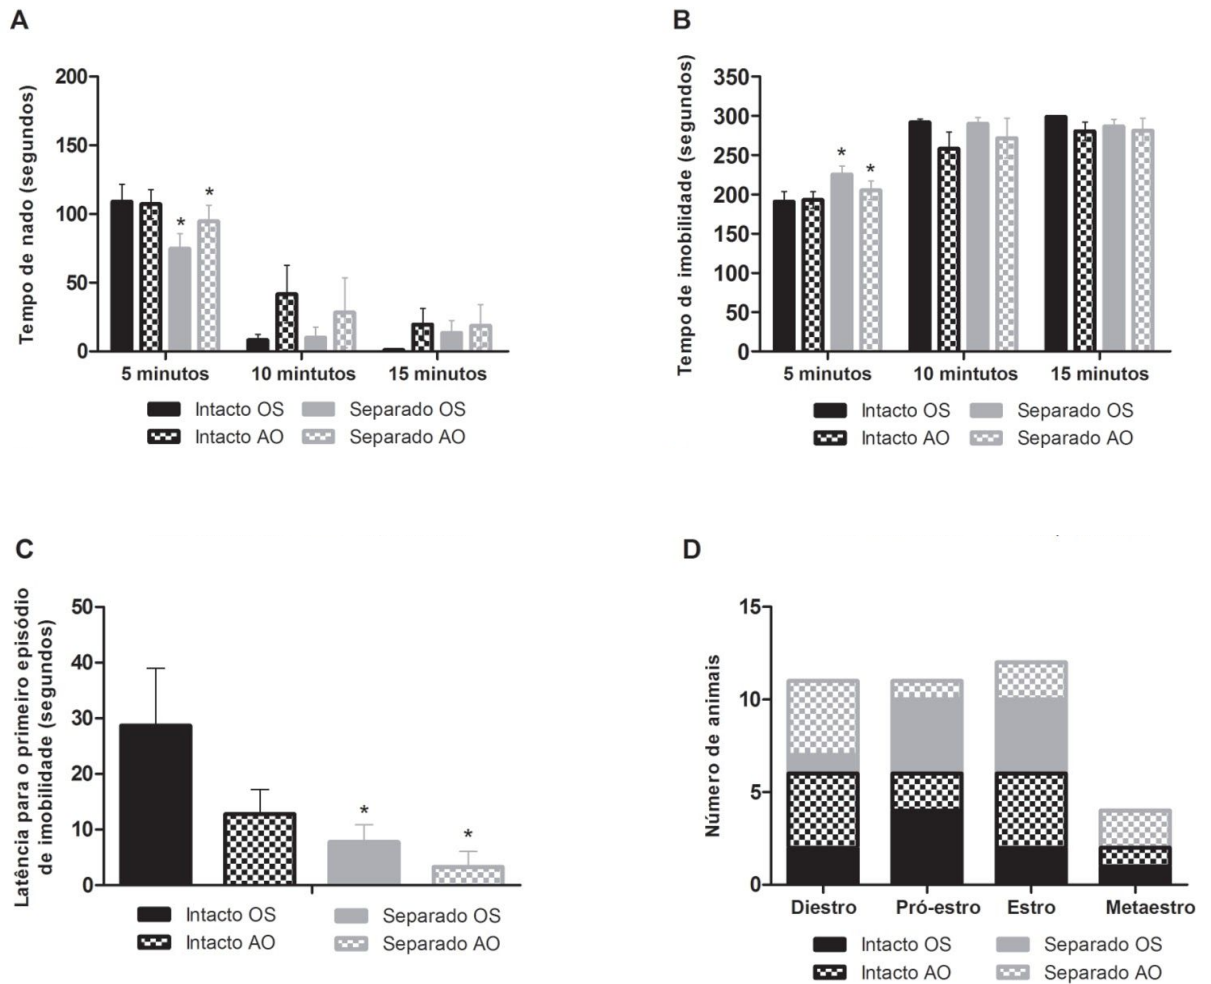 A
Tempo de nado (segundos)
200
150
100
50
0
*
*
5 minutos 10 mintutos 15 minutos
Intacto OS Separado OS
Intacto AO Separado AO
B
Tempo de imobilidade (segundos)
350
300
250
200
150
100
50
0
*
*
5 minutos 10 mintutos 15 minutos
Intacto OS Separado OS
Intacto AO Separado AO
C
Latência para o primeiro episódio
de imobilidade (segundos)
50
40
30
20
10
0
*
*
Intacto OS Separado OS
Intacto AO Separado AO
D
Número de animais
15
10
5
0
Diestro Pró-estro Estro Metaestro
Intacto OS Separado OS
Intacto AO Separado AO